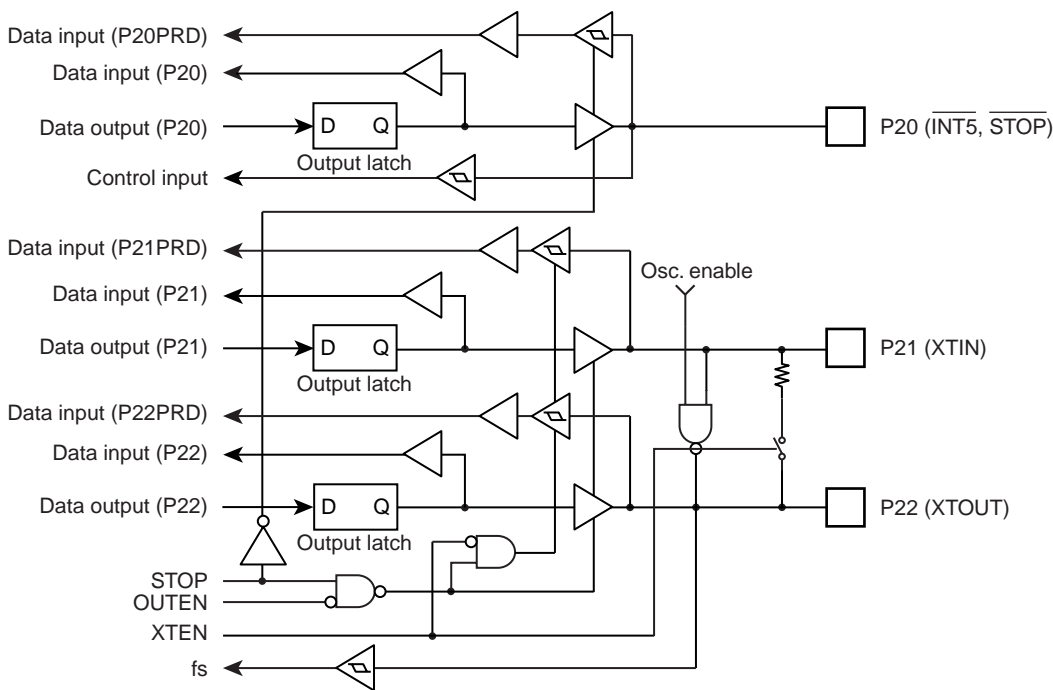 Data input (P20PRD)
Data input (P20)
Data output (P20)
D Q
Output latch
P20 (INT5, STOP)
Control input
Data input (P21PRD)
Osc. enable
Data input (P21)
Data output (P21)
D Q
Output latch
P21 (XTIN)
Data input (P22PRD)
Data input (P22)
Data output (P22)
D Q
Output latch
P22 (XTOUT)
STOP
OUTEN
XTEN
fs